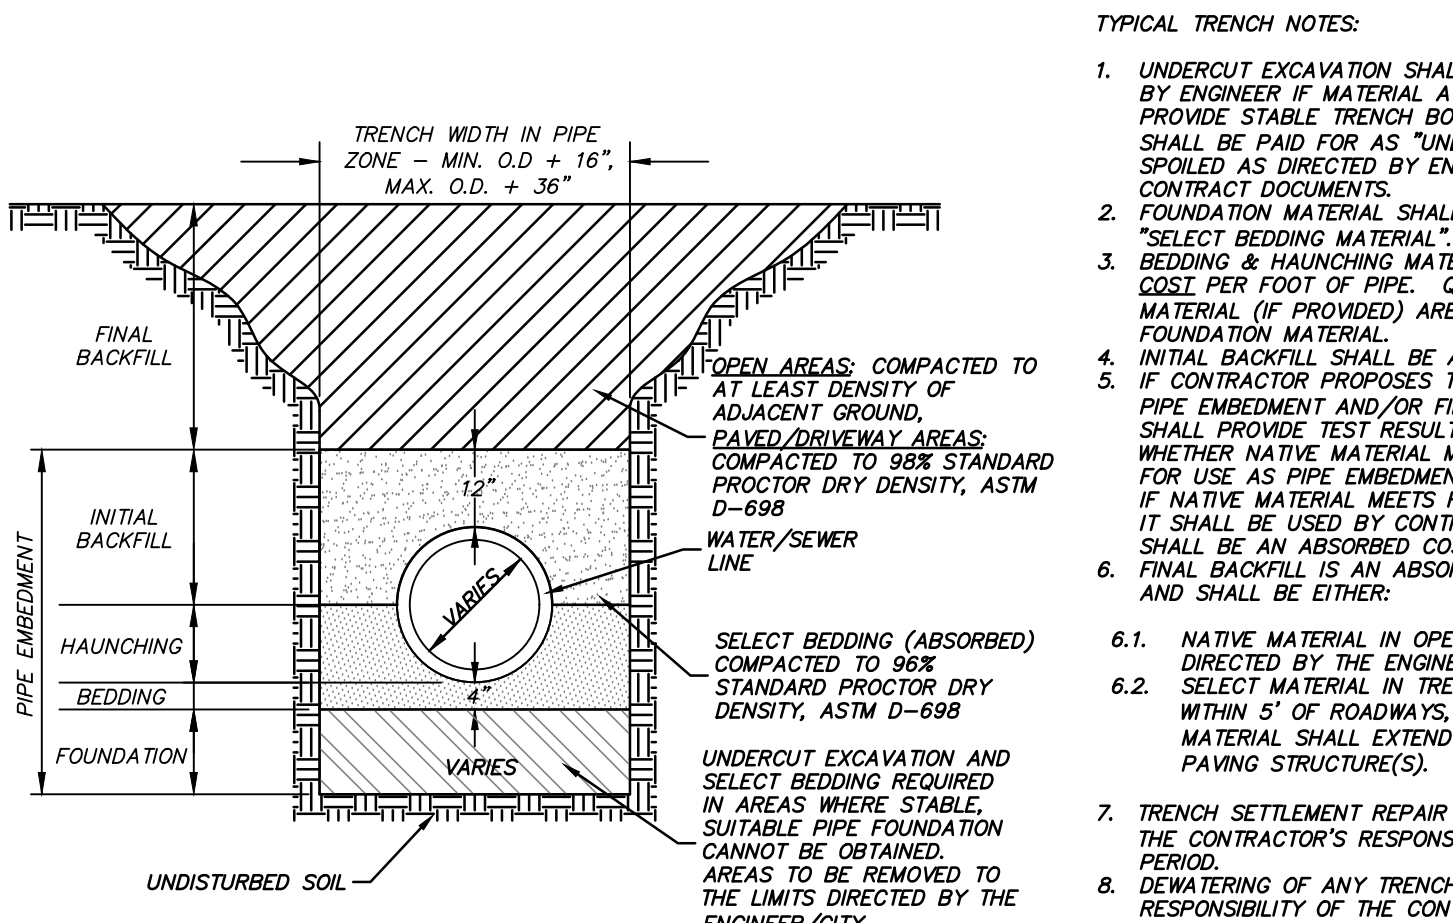 TRENCH WIDTH IN PIPE
ZONE – MIN. O.D + 16",
MAX. O.D. + 36"
FINAL
BACKFILL
INITIAL
BACKFILL
PIPE EMBEDMENT
HAUNCHING
BEDDING
FOUNDATION
12"
VARIES
4"
VARIES
UNDISTURBED SOIL
OPEN AREAS: COMPACTED TO
AT LEAST DENSITY OF
ADJACENT GROUND,
PAVED/DRIVEWAY AREAS:
COMPACTED TO 98% STANDARD
PROCTOR DRY DENSITY, ASTM
D–698
WATER/SEWER
LINE
SELECT BEDDING (ABSORBED)
COMPACTED TO 96%
STANDARD PROCTOR DRY
DENSITY, ASTM D–698
UNDERCUT EXCAVATION AND
SELECT BEDDING REQUIRED
IN AREAS WHERE STABLE,
SUITABLE PIPE FOUNDATION
CANNOT BE OBTAINED.
AREAS TO BE REMOVED TO
THE LIMITS DIRECTED BY THE
ENGINEER/CITY
TYPICAL TRENCH NOTES:
1. UNDERCUT EXCAVATION SHAL
BY ENGINEER IF MATERIAL A
PROVIDE STABLE TRENCH BO
SHALL BE PAID FOR AS "UN
SPOILED AS DIRECTED BY EN
CONTRACT DOCUMENTS.
2. FOUNDATION MATERIAL SHALL
"SELECT BEDDING MATERIAL".
3. BEDDING & HAUNCHING MATE
COST PER FOOT OF PIPE.
MATERIAL (IF PROVIDED) ARE
FOUNDATION MATERIAL.
4. INITIAL BACKFILL SHALL BE A
5. IF CONTRACTOR PROPOSES T
PIPE EMBEDMENT AND/OR FI
SHALL PROVIDE TEST RESULT
WHETHER NATIVE MATERIAL M
FOR USE AS PIPE EMBEDMEN
IF NATIVE MATERIAL MEETS
IT SHALL BE USED BY CONT
SHALL BE AN ABSORBED CO
6. FINAL BACKFILL IS AN ABSO
AND SHALL BE EITHER:
6.1. NATIVE MATERIAL IN OPE
DIRECTED BY THE ENGINE
6.2. SELECT MATERIAL IN TRE
WITHIN 5' OF ROADWAYS,
MATERIAL SHALL EXTEND
PAVING STRUCTURE(S).
7. TRENCH SETTLEMENT REPAIR
THE CONTRACTOR'S RESPONS
PERIOD.
8. DEWATERING OF ANY TRENCH
RESPONSIBILITY OF THE CON